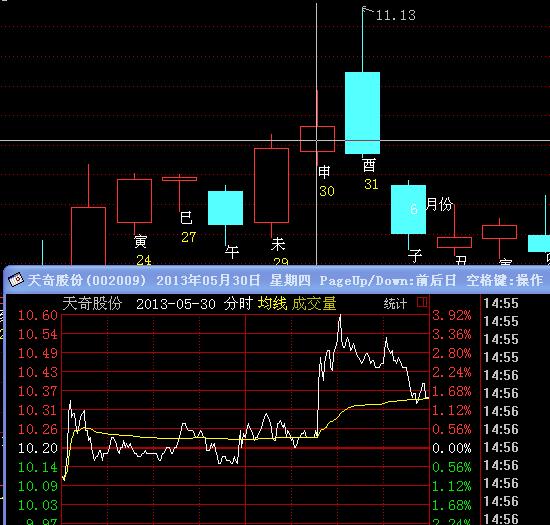 11.13
申
酉
30
31
6月份
巳
寅
27
午
未
子
丑
寅
24
29
天奇股份(002009) 2013年05月30日 星期四 PageUp/Down:前后日 空格键:操作
天奇股份 2013-05-30 分时 均线 成交量 统计
10.60 3.92% 14:55
10.54 3.36% 14:55
10.49 2.80% 14:55
10.43 2.24% 14:55
10.37 1.68% 14:56
10.31 1.12% 14:56
10.26 0.56% 14:56
10.20 0.00% 14:56
10.14 0.56% 14:56
10.09 1.12% 14:56
10.03 1.68% 14:56
9.97 2.24% 14:56
14:56